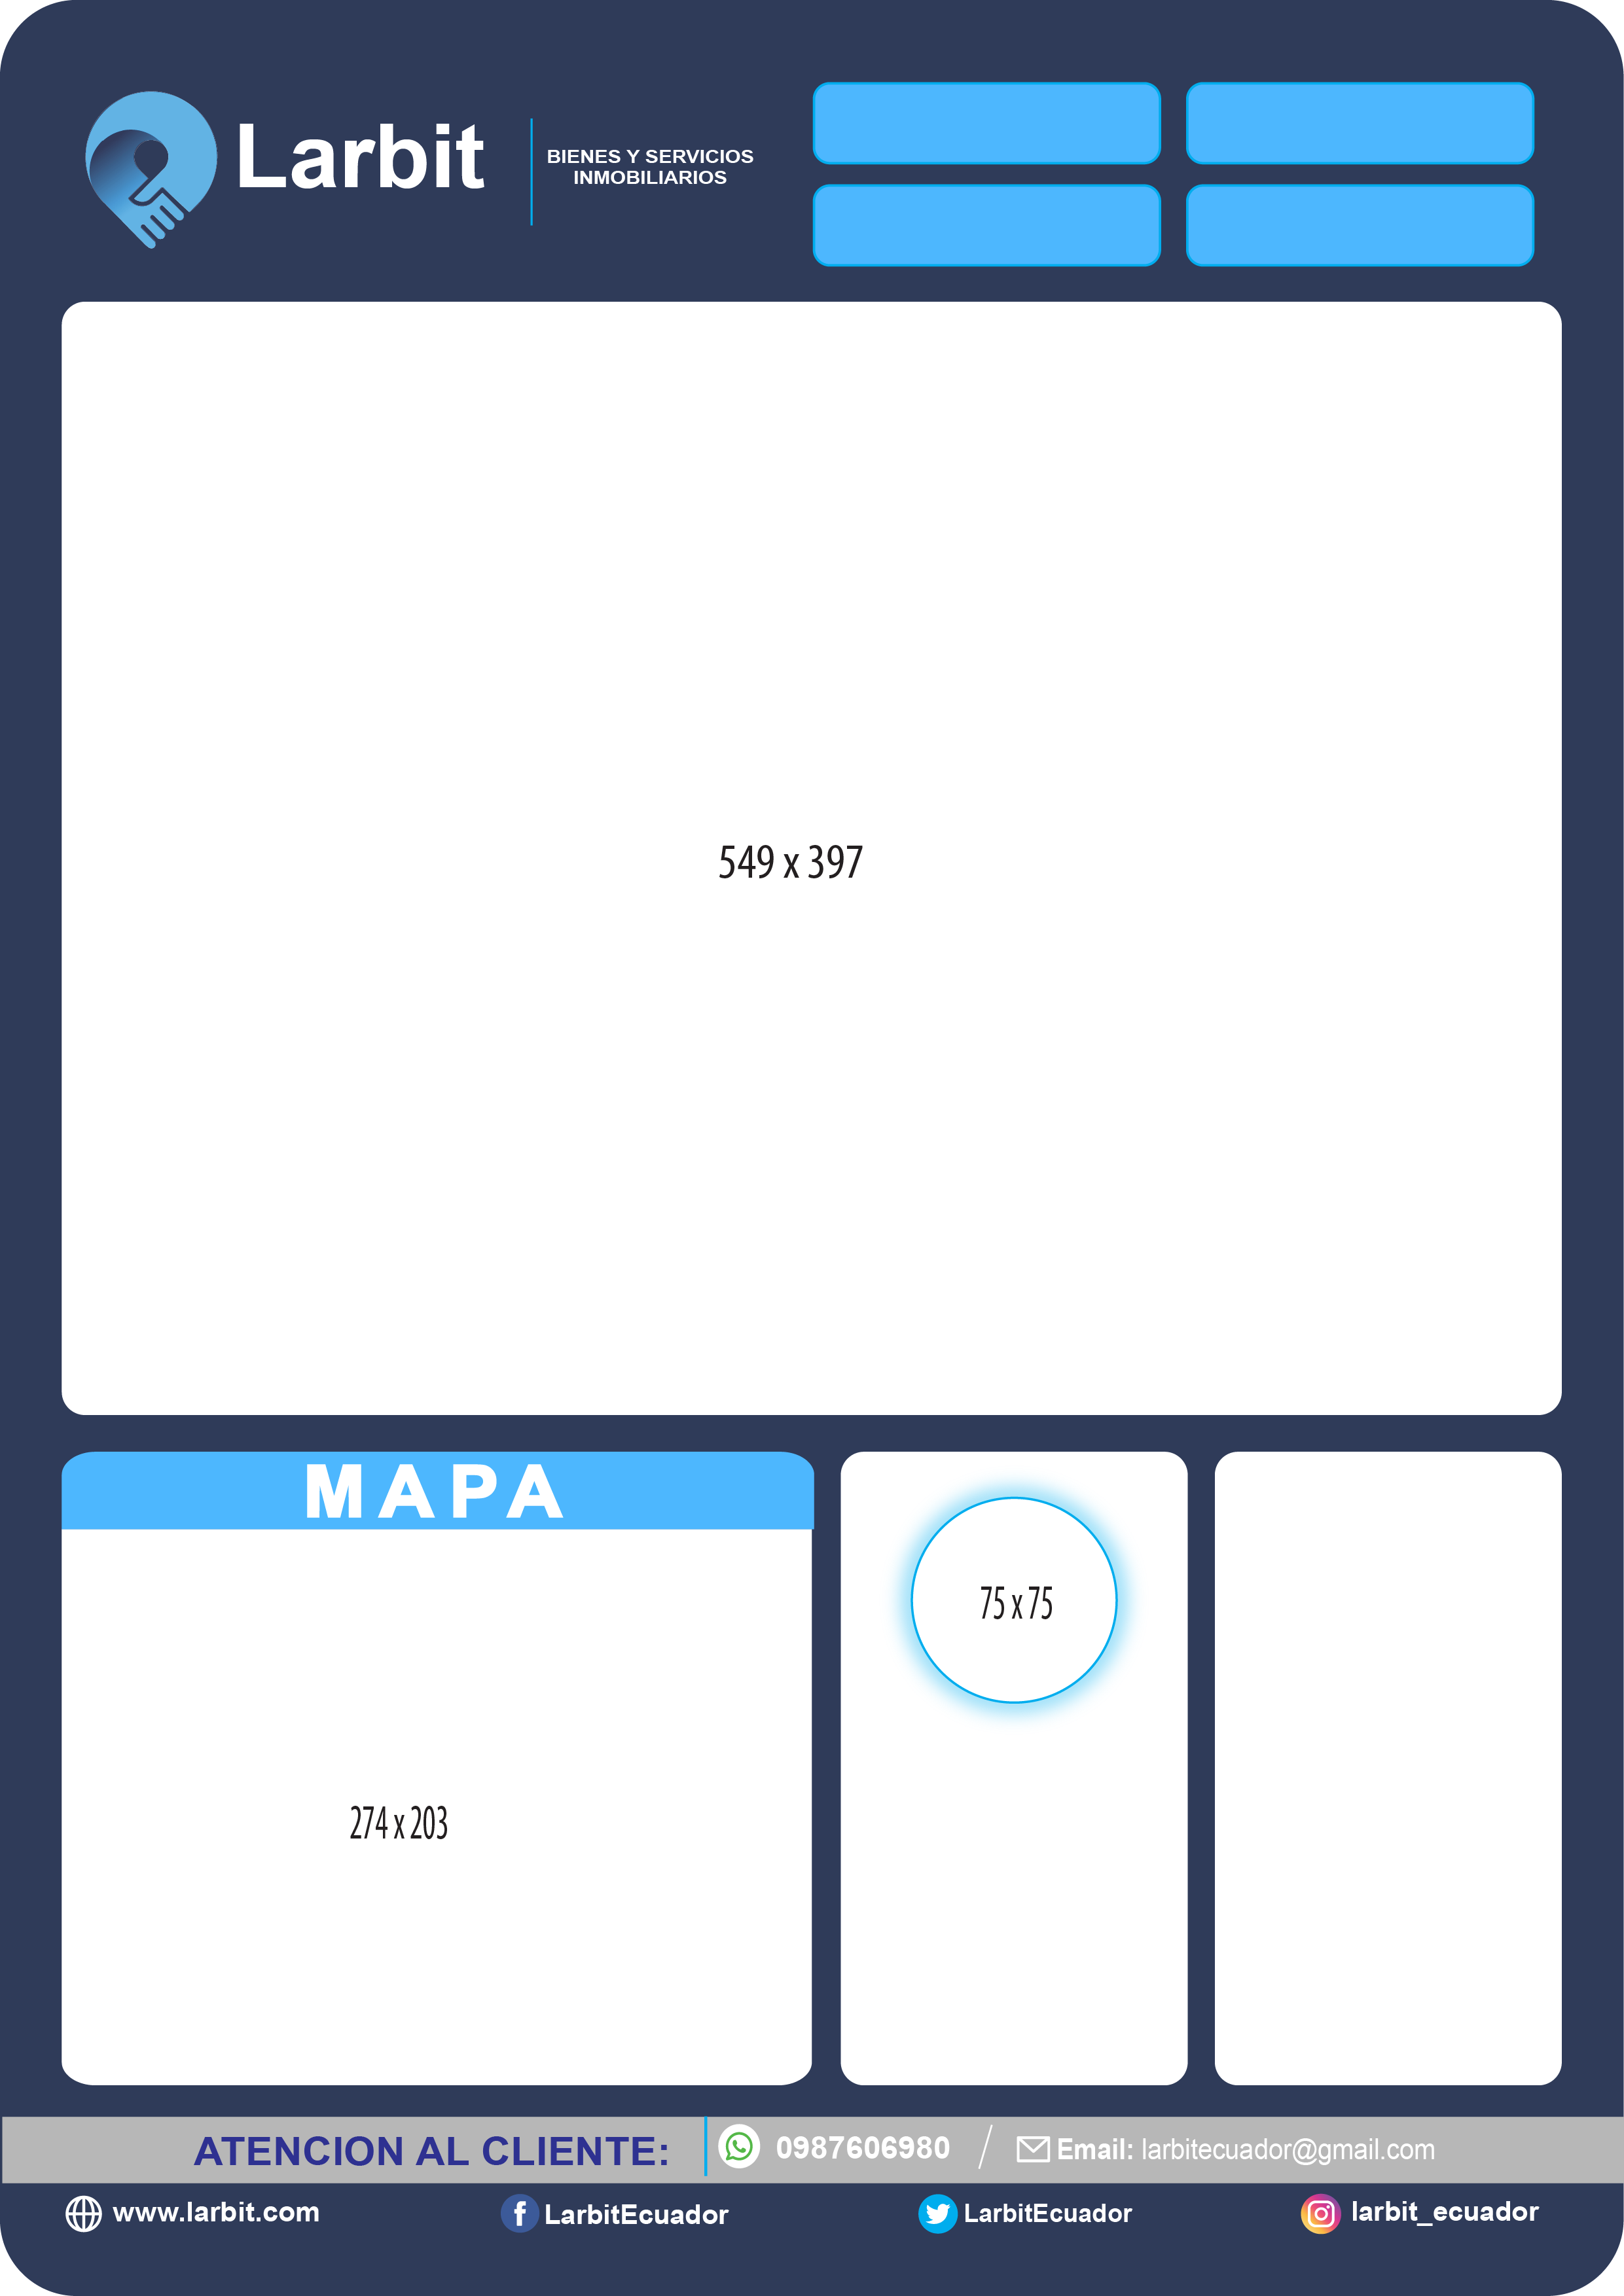 Larbit
BIENES Y SERVICIOS
INMOBILIARIOS
549 x 397
MAPA
75 x 75
274 x 203
ATENCION AL CLIENTE:
0987606980
Email: larbitecuador@gmail.com
www.larbit.com
LarbitEcuador
LarbitEcuador
larbit_ecuador